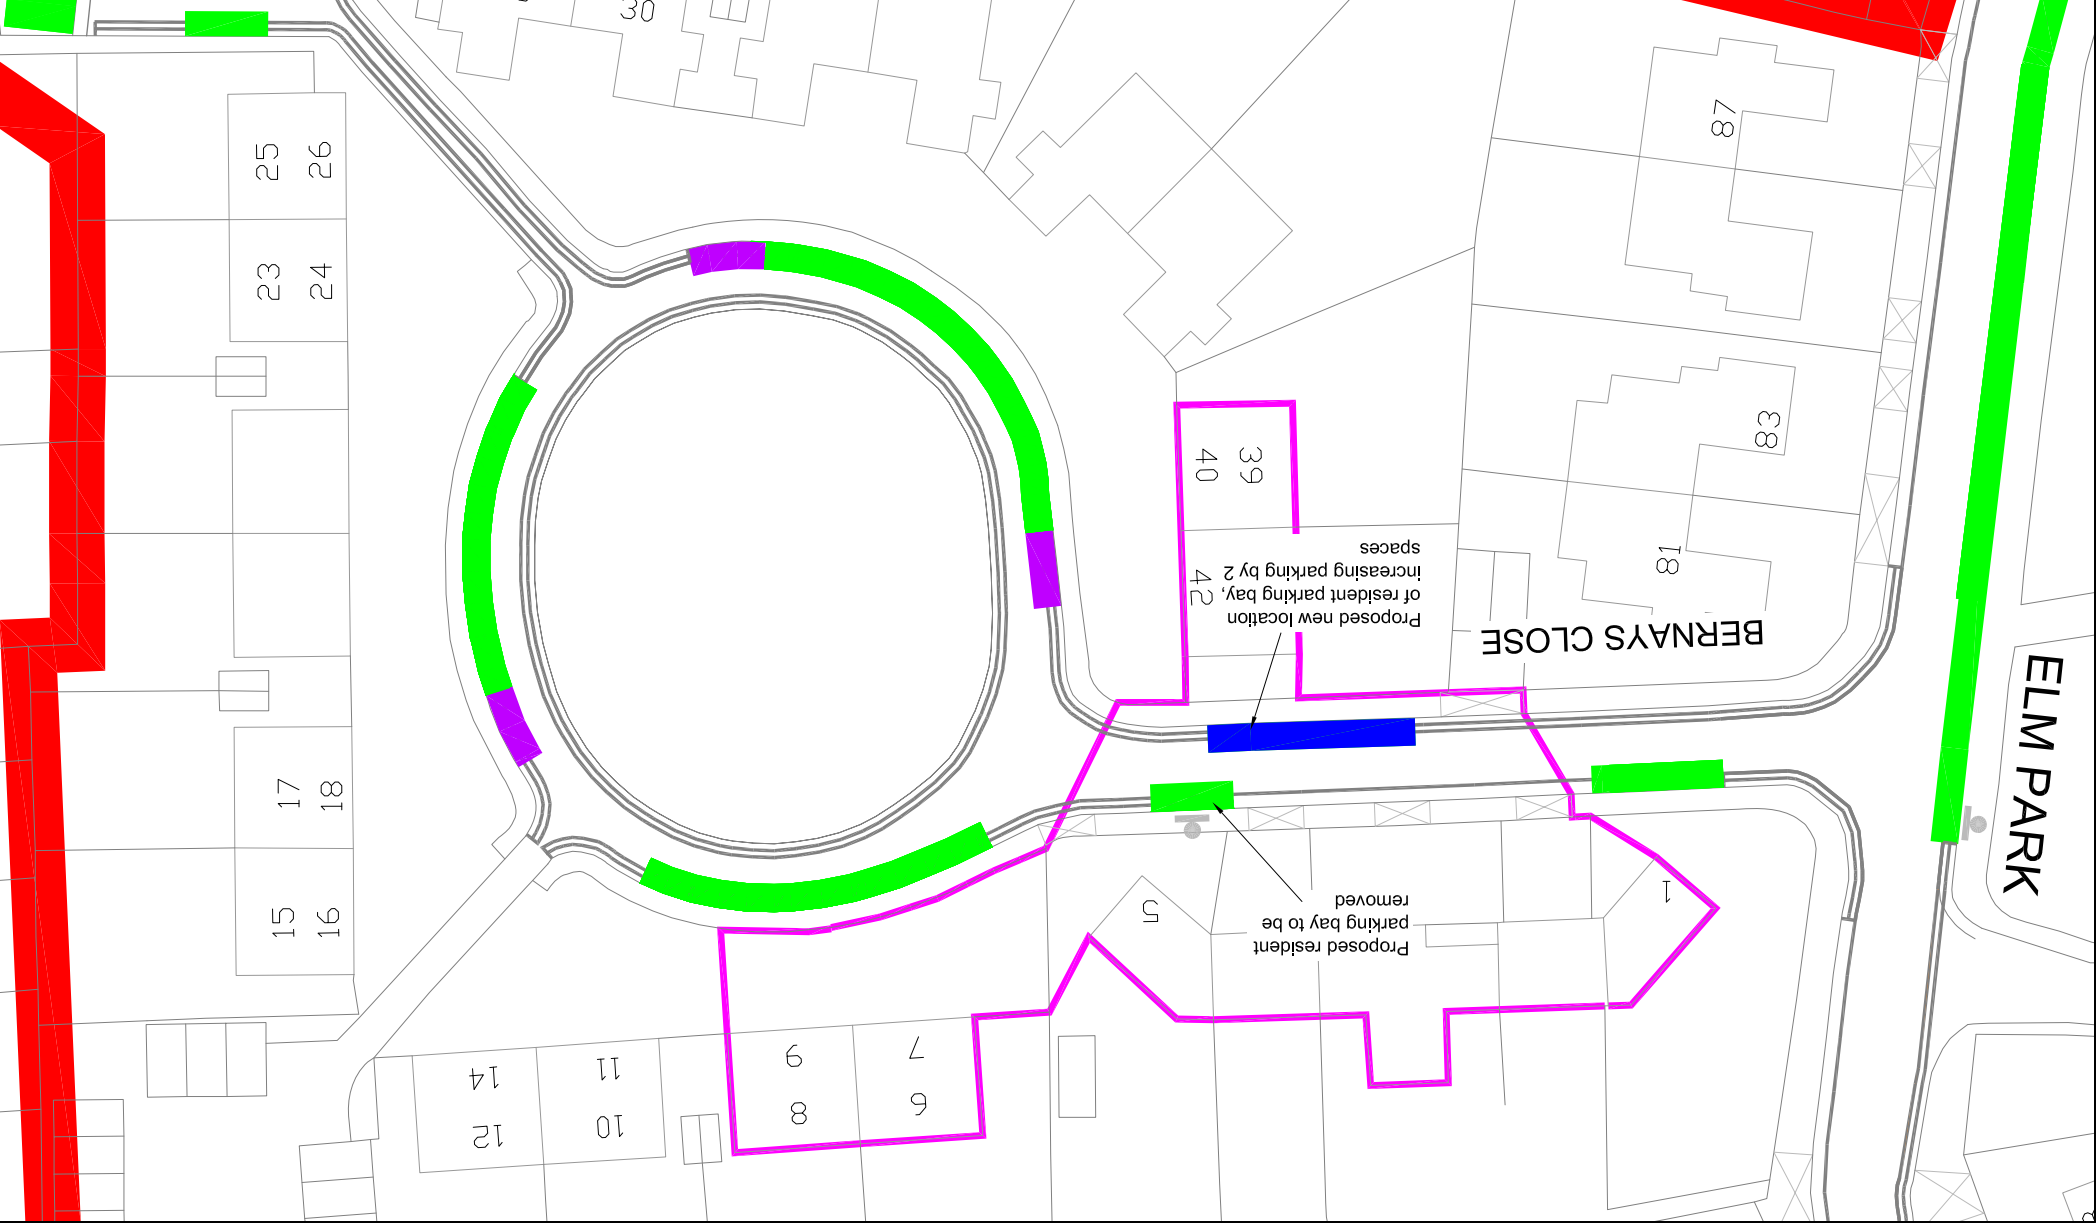 30
25
26
23
24
17
18
15
16
14
12
11
10
9
8
7
6
5
1
40
39
42
87
83
81
Proposed new location
of resident parking bay,
increasing parking by 2
spaces
Proposed resident
parking bay to be
removed
BERNAYS CLOSE
ELM PARK